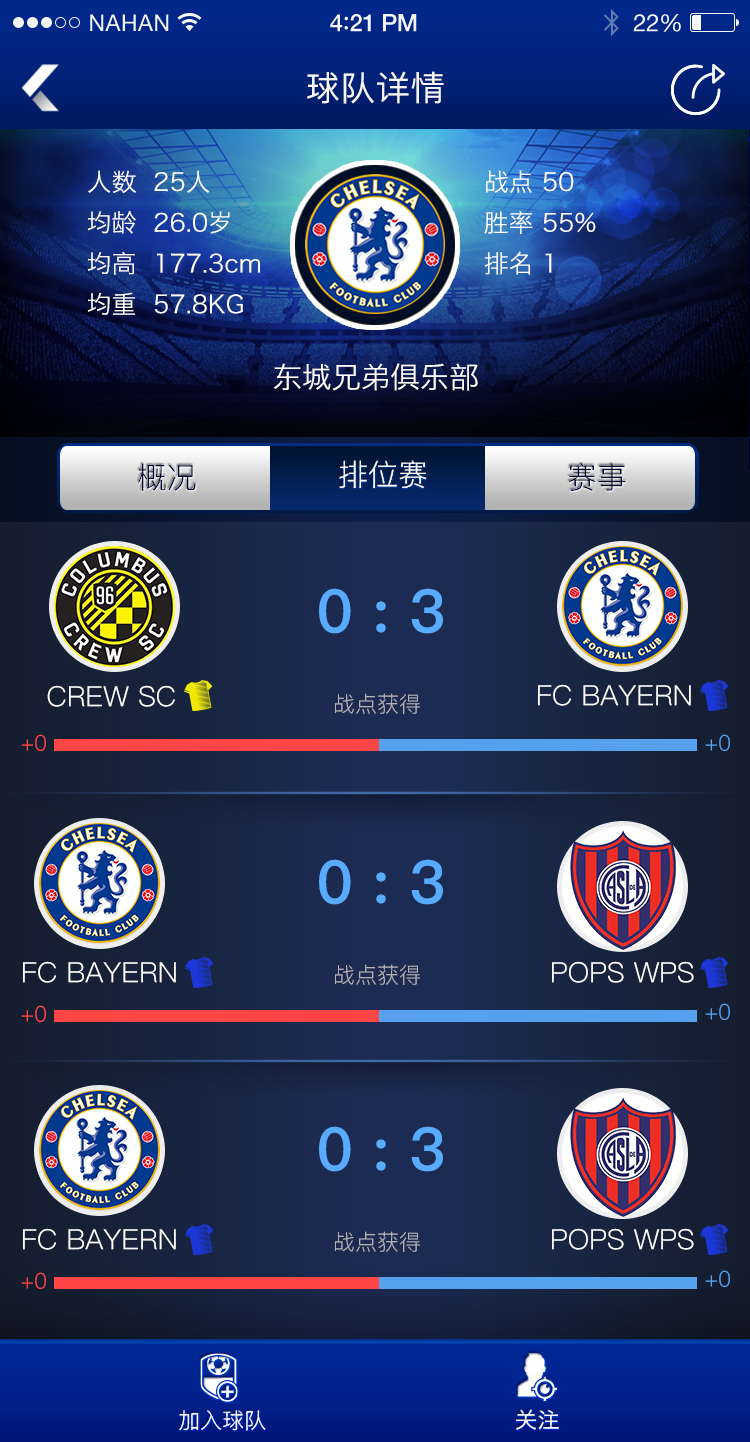 NAHAN 4:21 PM 22%
球队详情
人数 25人
均龄 26.0岁
均高 177.3cm
均重 57.8KG
CHELSEA
FOOTBALL CLUB
战点 50
胜率 55%
排名 1
东城兄弟俱乐部
概况 排位赛 赛事
COLUMBUS
96
CREW SC
0 : 3
CHELSEA
FOOTBALL CLUB
CREW SC 战点获得 FC BAYERN
+0 +0
CHELSEA
FOOTBALL CLUB
0 : 3
CASLA DE
FC BAYERN 战点获得 POPS WPS
+0 +0
CHELSEA
FOOTBALL CLUB
0 : 3
CASLA DE
FC BAYERN 战点获得 POPS WPS
+0 +0
加入球队 关注